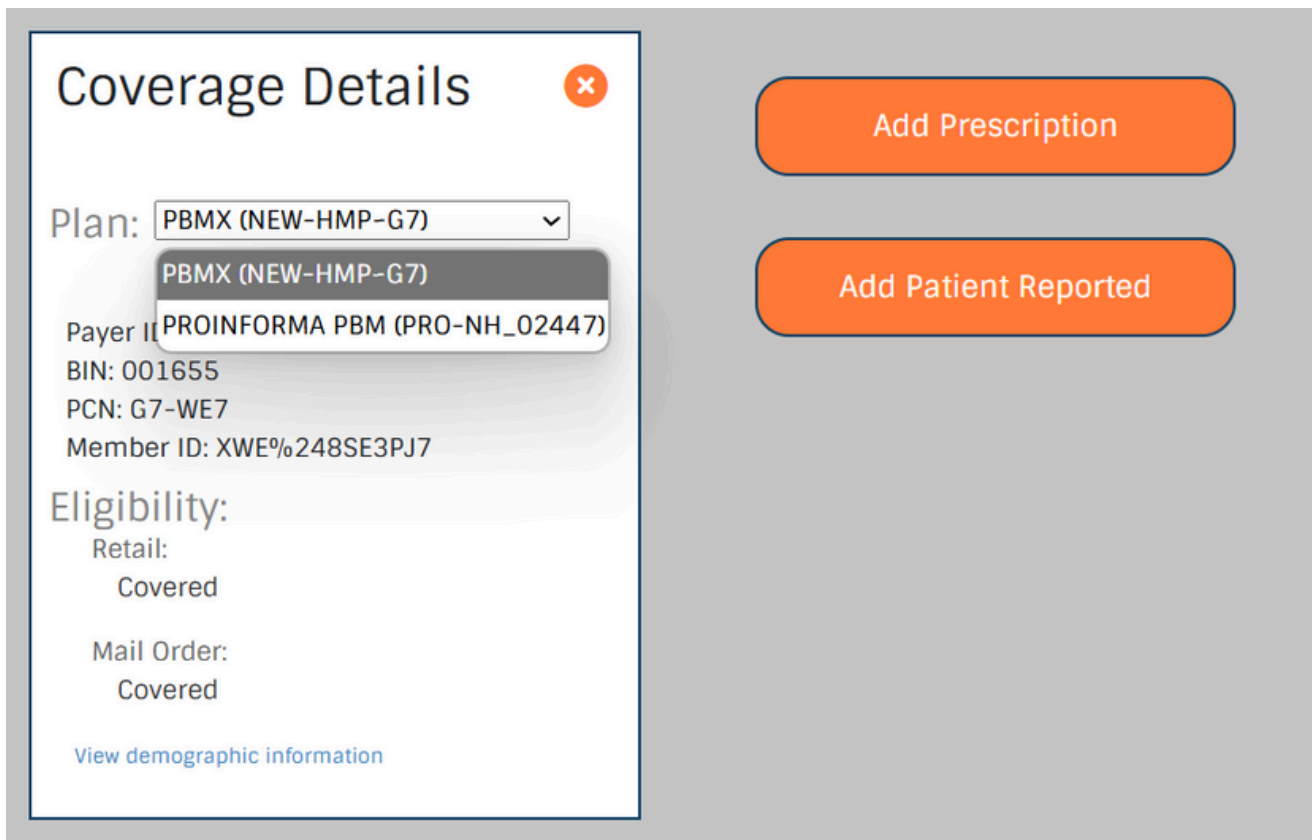 Coverage Details
Add Prescription
Plan: PBMX (NEW-HMP-G7)
PBMX (NEW-HMP-G7)
Add Patient Reported
PROINFORMA PBM (PRO-NH_02447)
Payer
BIN: 001655
PCN: G7-WE7
Member ID: XWE%248SE3PJ7
Eligibility:
Retail:
Covered
Mail Order:
Covered
View demographic information